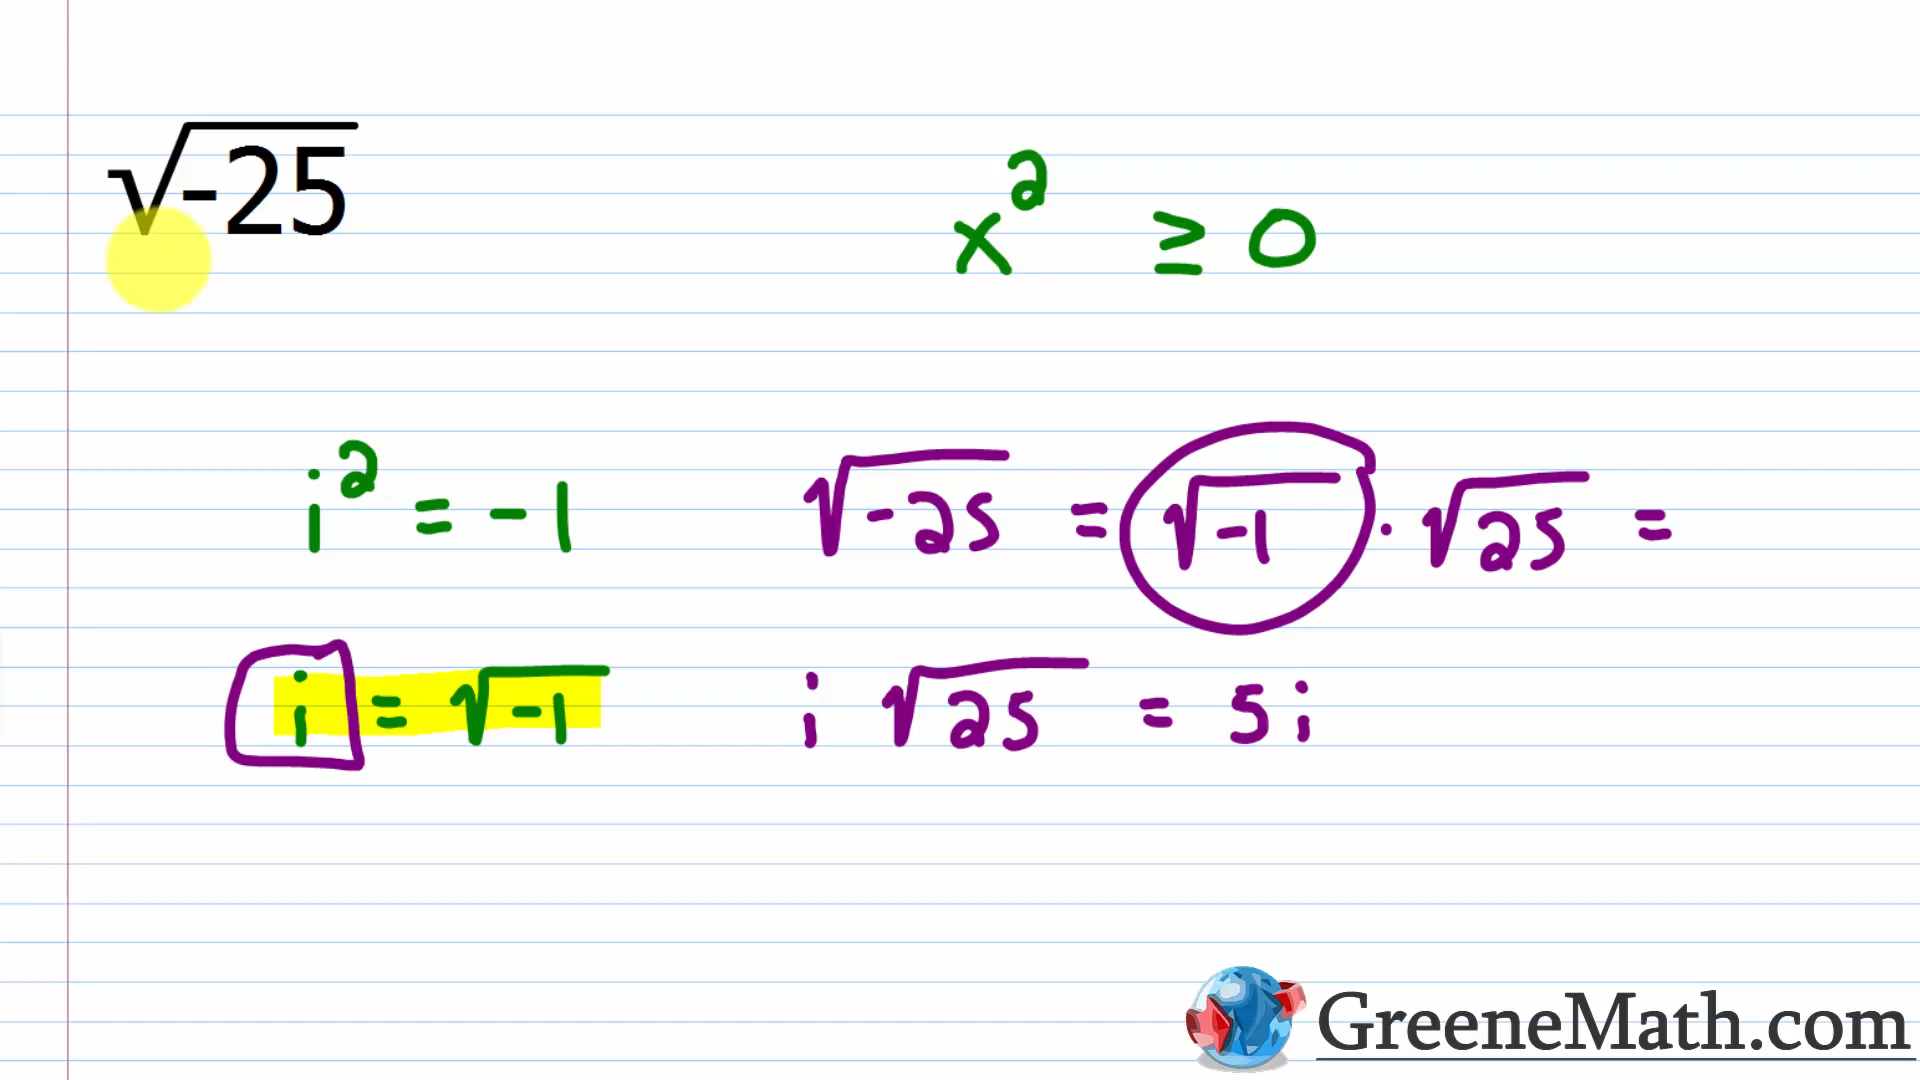 √-25
x² ≥ 0
i² = -1
√-25 = √-1 · √25 =
i = √-1
i √25 = 5i
GreeneMath.com